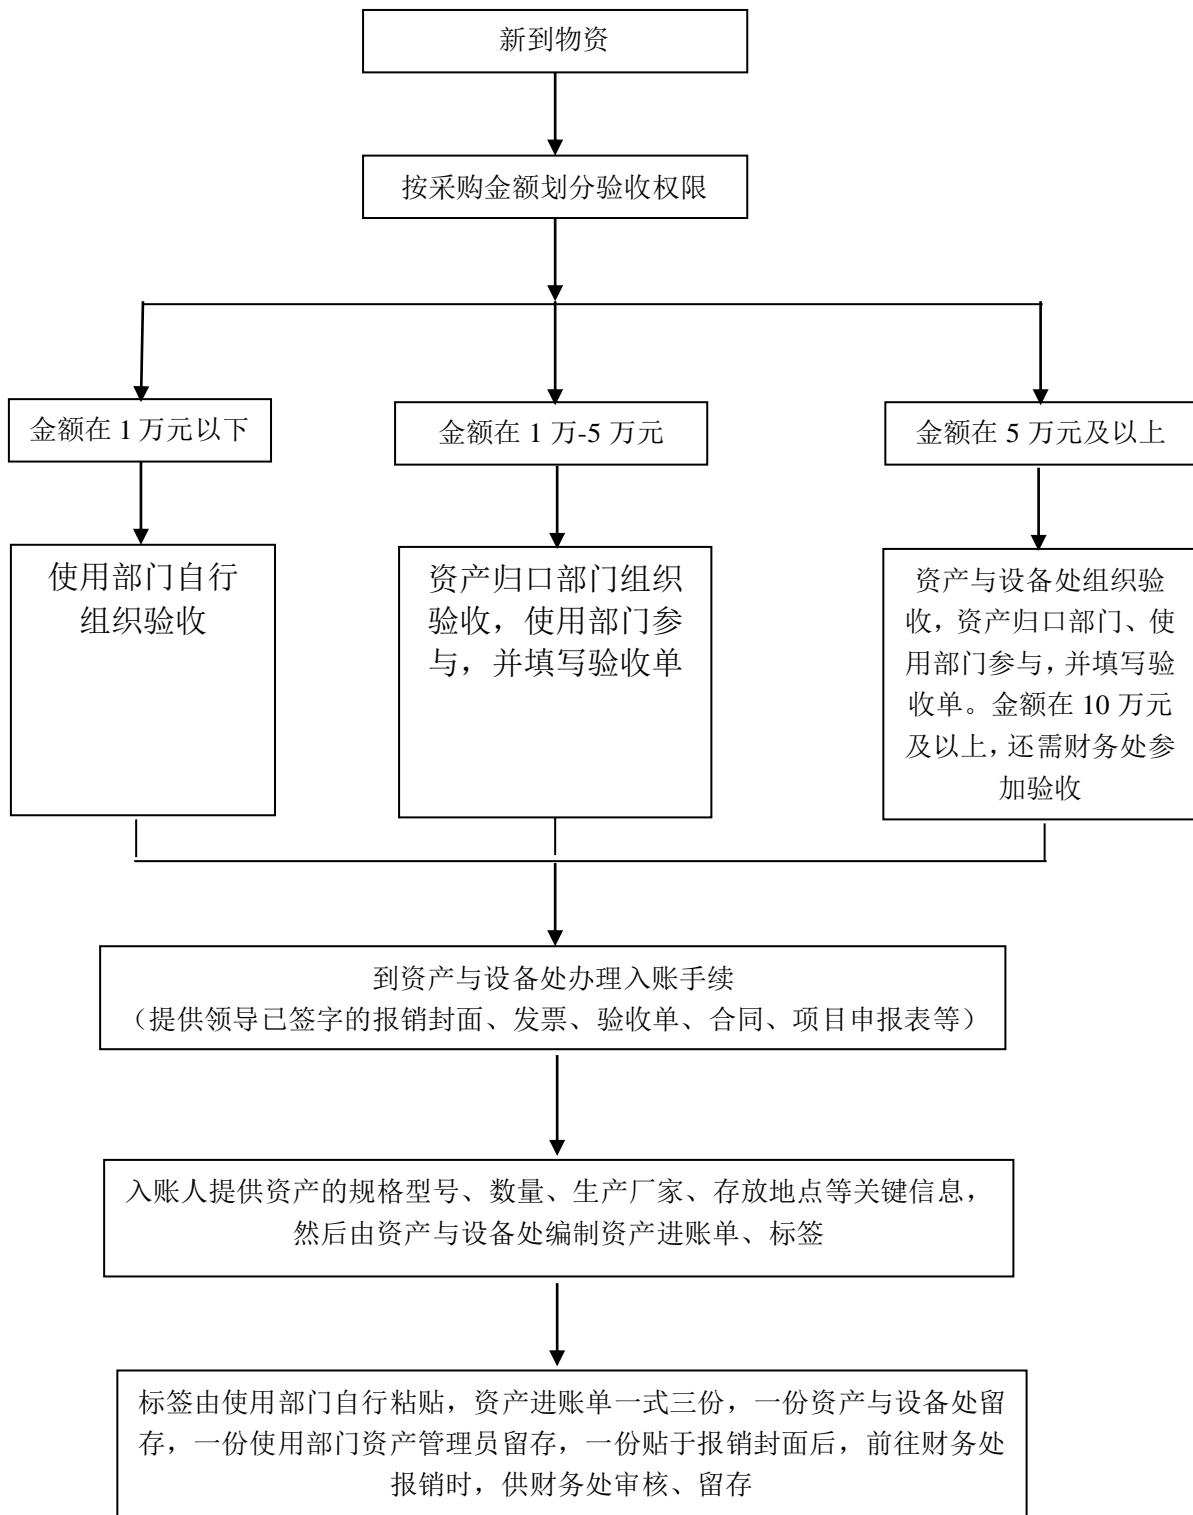 新到物资
按采购金额划分验收权限
金额在 1 万元以下
金额在 1 万-5 万元
金额在 5 万元及以上
使用部门自行
组织验收
资产归口部门组织
验收，使用部门参
与，并填写验收单
资产与设备处组织验
收，资产归口部门、使
用部门参与，并填写验
收单。金额在 10 万元
及以上，还需财务处参
加验收
到资产与设备处办理入账手续
（提供领导已签字的报销封面、发票、验收单、合同、项目申报表等）
入账人提供资产的规格型号、数量、生产厂家、存放地点等关键信息，
然后由资产与设备处编制资产进账单、标签
标签由使用部门自行粘贴，资产进账单一式三份，一份资产与设备处留
存，一份使用部门资产管理员留存，一份贴于报销封面后，前往财务处
报销时，供财务处审核、留存